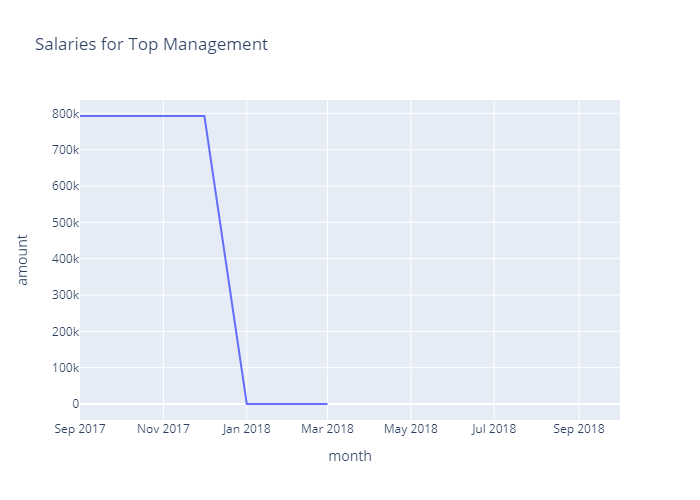 Salaries for Top Management
800k
700k
600k
500k
400k
300k
200k
100k
0
amount
Sep 2017 Nov 2017 Jan 2018 Mar 2018 May 2018 Jul 2018 Sep 2018
month